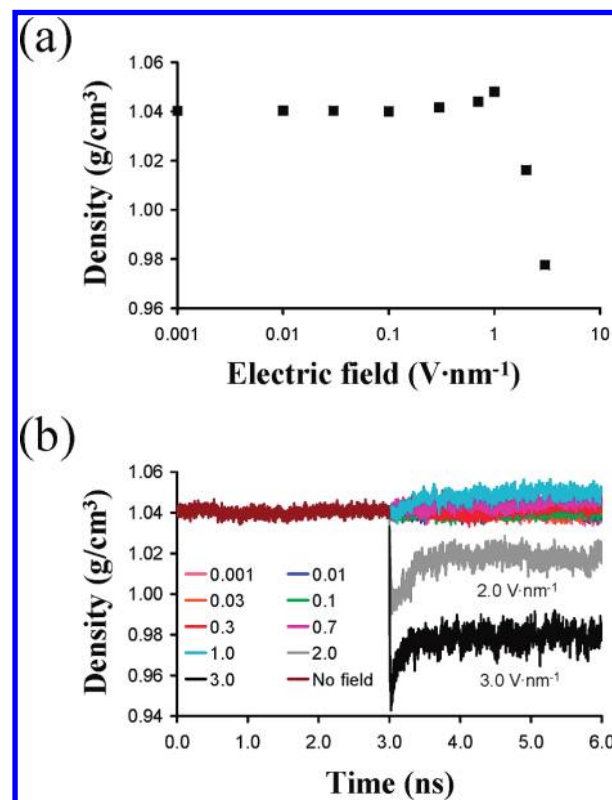 (a)
Density (g/cm³)
1.06
1.04
1.02
1.00
0.98
0.96
0.001 0.01 0.1 1 10
Electric field (V·nm⁻¹)
(b)
Density (g/cm³)
1.06
1.04
1.02
1.00
0.98
0.96
0.94
0.001 0.01
0.03 0.1
0.3 0.7
1.0 2.0
3.0 No field
2.0 V·nm⁻¹
3.0 V·nm⁻¹
0.0 1.0 2.0 3.0 4.0 5.0 6.0
Time (ns)